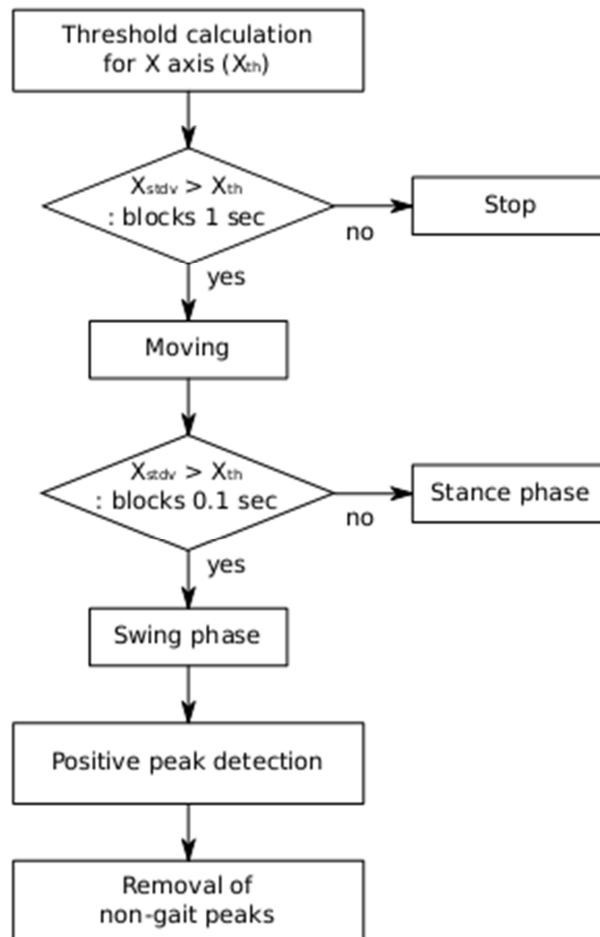 Threshold calculation
for X axis (Xth)
Xstdv > Xth
: blocks 1 sec
no
Stop
yes
Moving
Xstdv > Xth
: blocks 0.1 sec
no
Stance phase
yes
Swing phase
Positive peak detection
Removal of
non-gait peaks